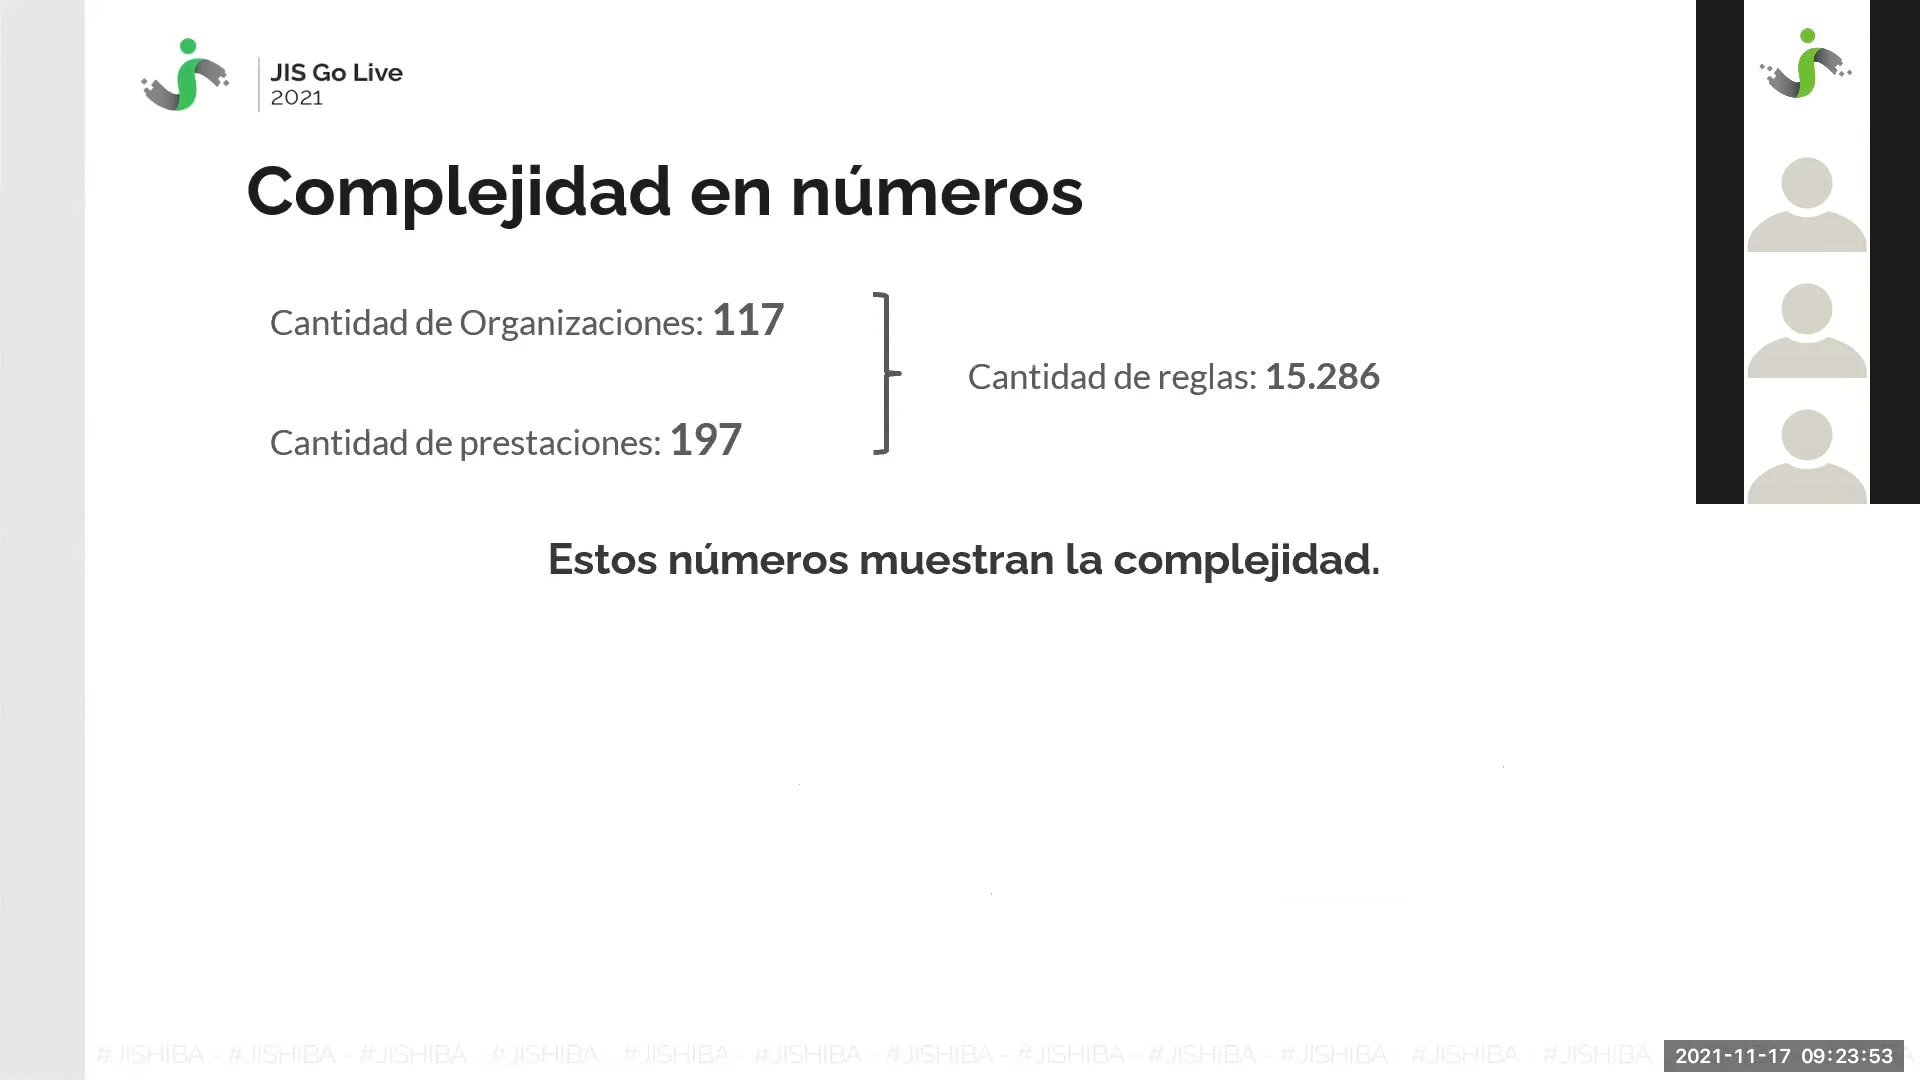 JIS Go Live
2021
Complejidad en números
Cantidad de Organizaciones: 117
Cantidad de reglas: 15.286
Cantidad de prestaciones: 197
Estos números muestran la complejidad.
#JISHIBA - #JISHIBA - #JISHIBA - #JISHIBA - #JISHIBA - #JISHIBA - #JISHIBA - #JISHIBA - #JISHIBA - #JISHIBA - #JISHIBA - #JISHIBA
2021-11-17 09:23:53